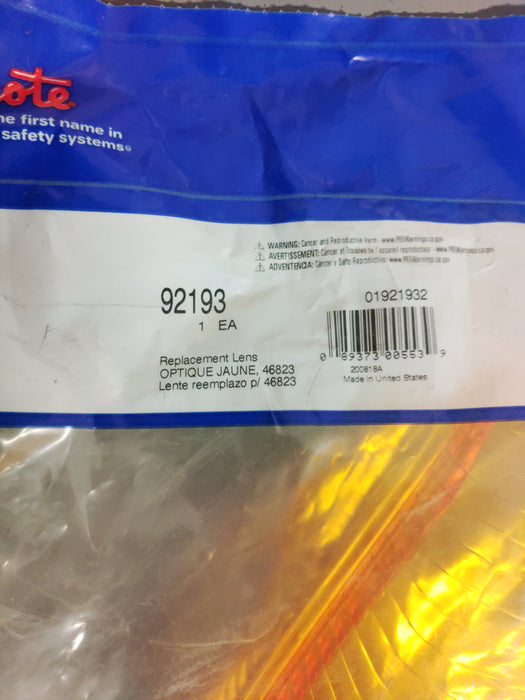 ote
e first name in
safety systems®
⚠ WARNING: Cancer and Reproductive Harm - www.P65Warnings.ca.gov
⚠ AVERTISSEMENT: Cancer et Troubles de l'appareil reproducteur - www.P65Warnings.ca.gov
⚠ ADVENTENCIA: Cáncer y Daño Reproductivo - www.P65Warnings.ca.gov
92193
1 EA
01921932
Replacement Lens
OPTIQUE JAUNE, 46823
Lente reemplazo p/ 46823
0 89373 00553 9
200818A
Made in United States